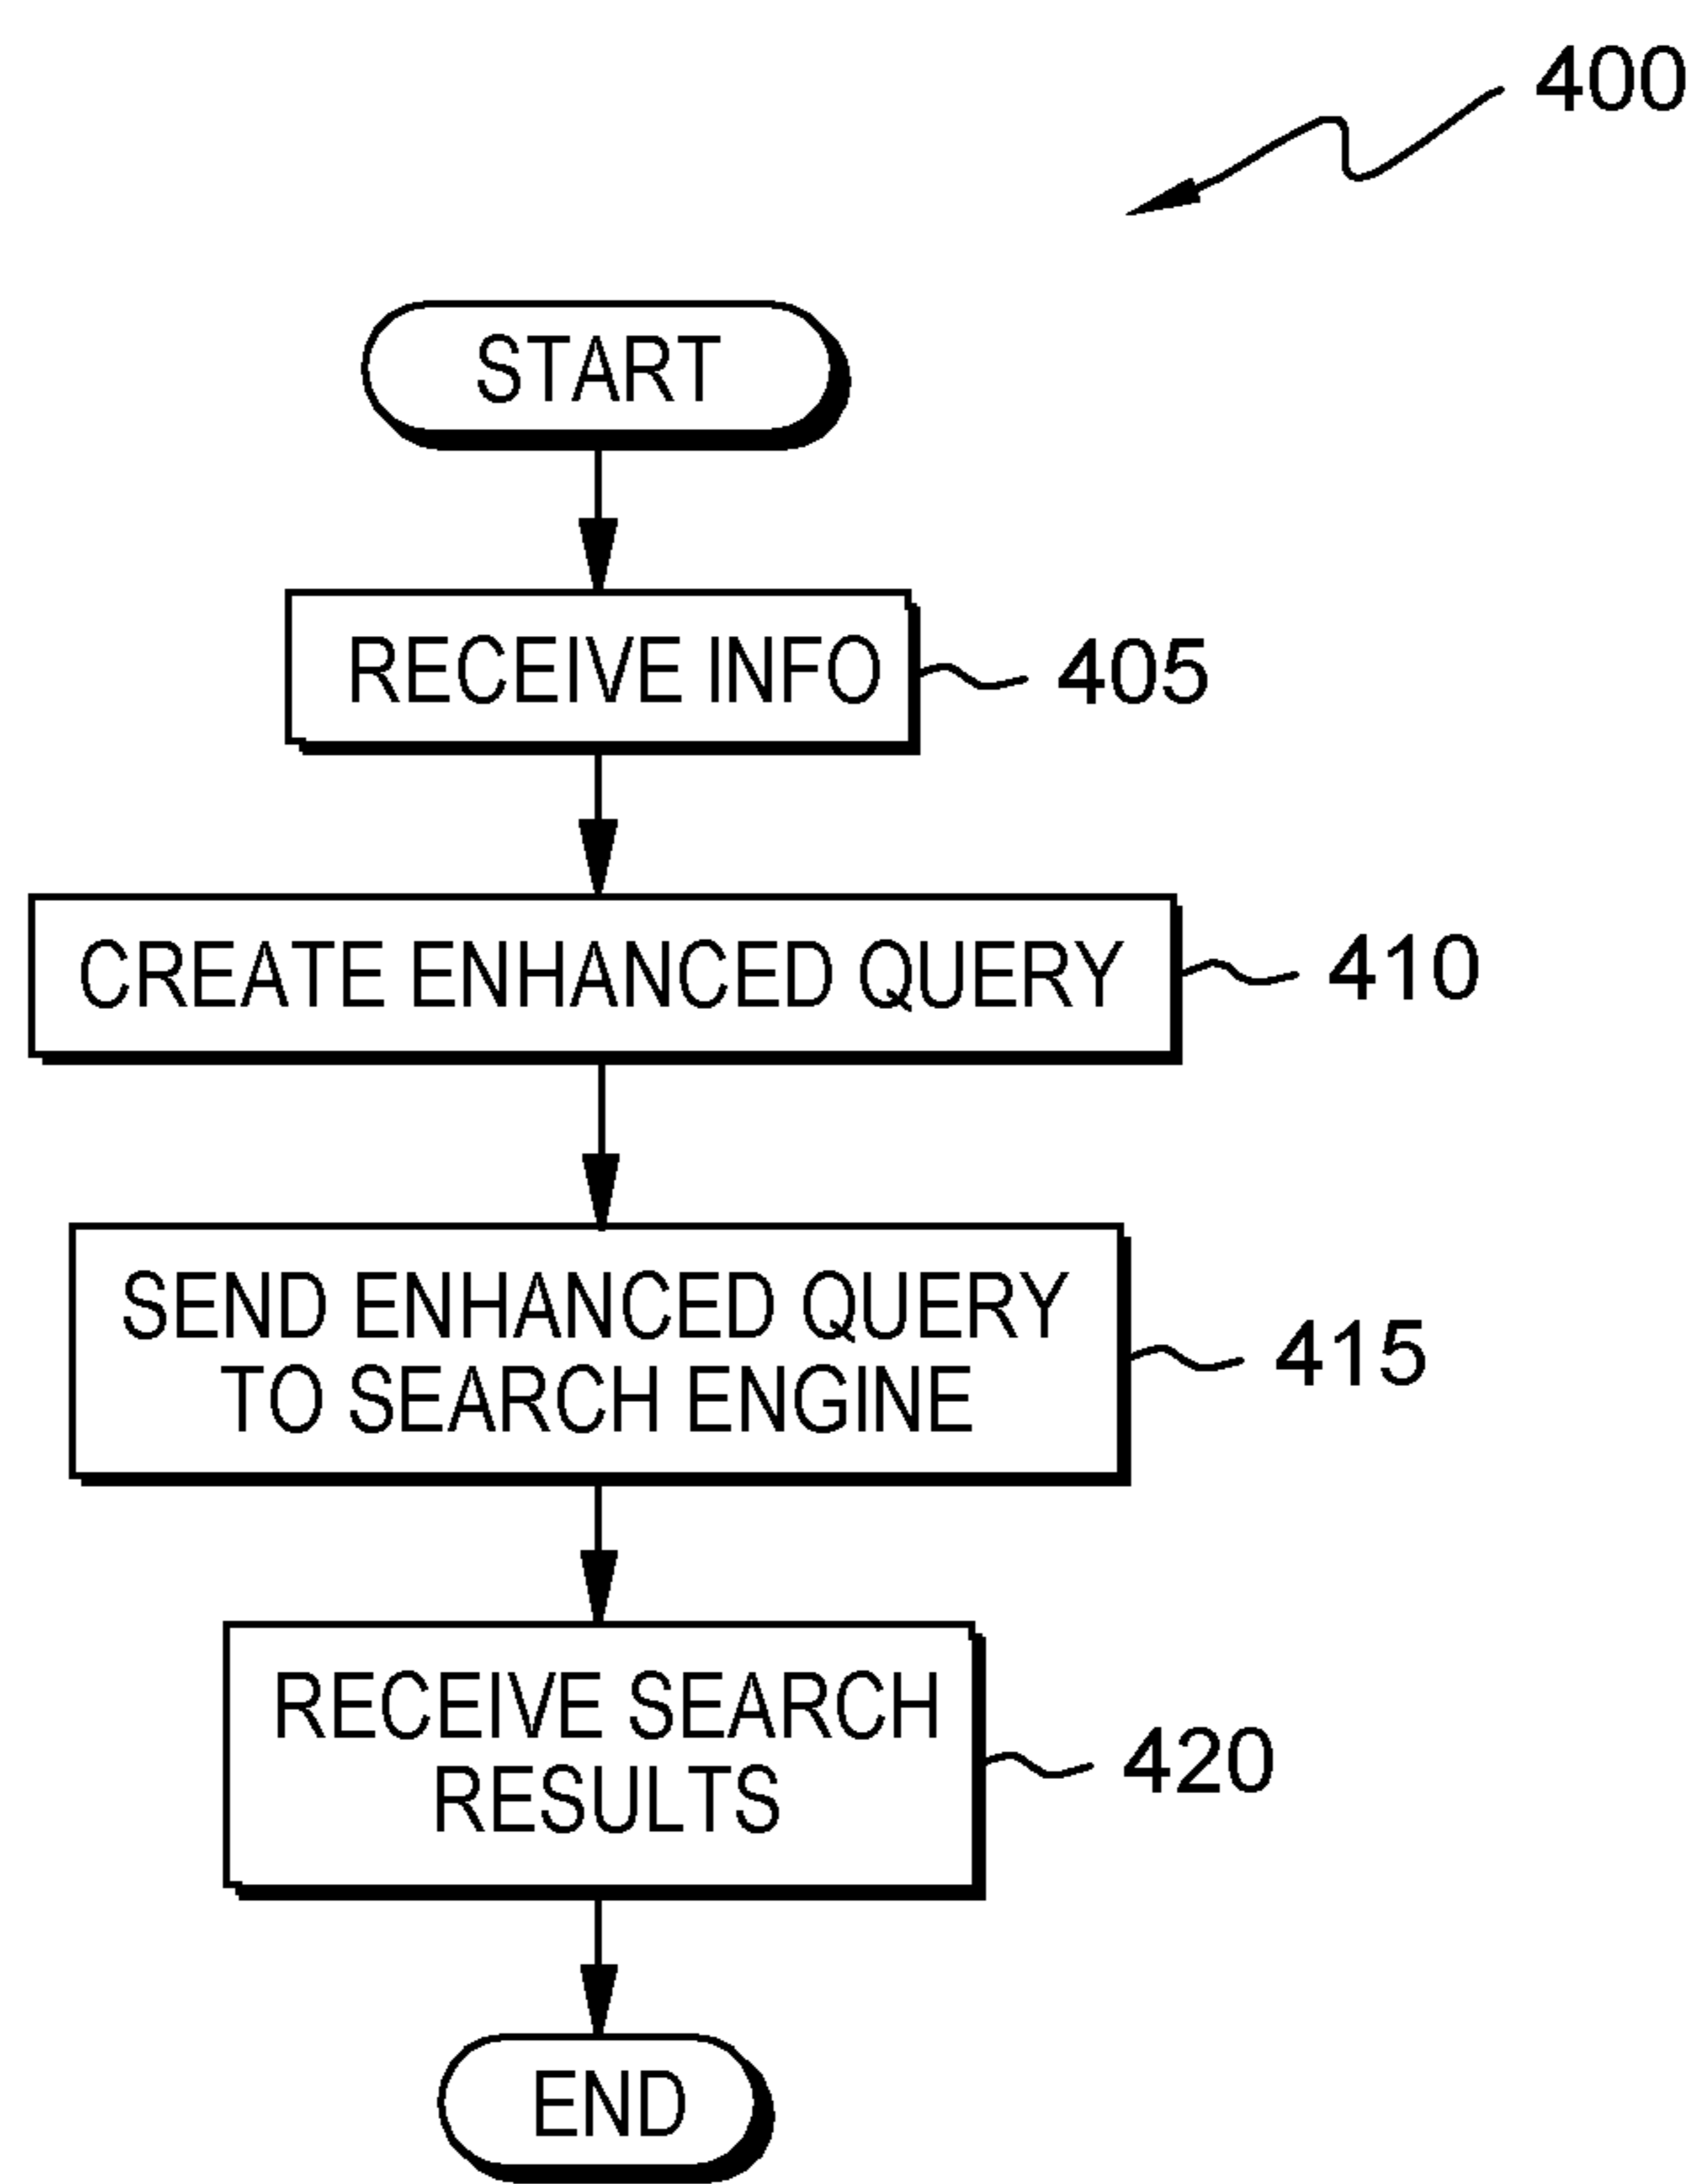 400
START
RECEIVE INFO
405
CREATE ENHANCED QUERY
410
SEND ENHANCED QUERY
TO SEARCH ENGINE
415
RECEIVE SEARCH
RESULTS
420
END